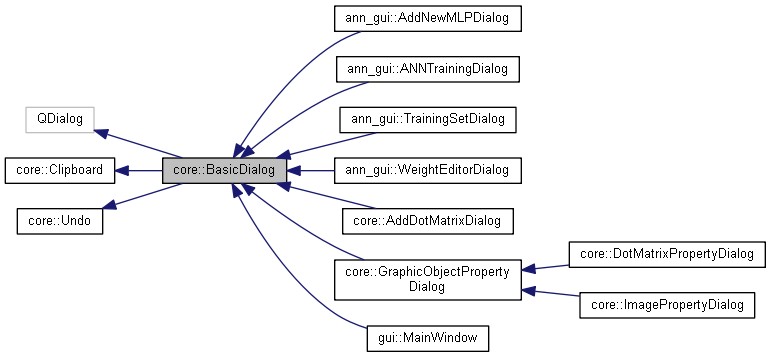 ann_gui::AddNewMLPDialog
ann_gui::ANNTrainingDialog
QDialog
ann_gui::TrainingSetDialog
core::Clipboard
core::BasicDialog
ann_gui::WeightEditorDialog
core::Undo
core::AddDotMatrixDialog
core::GraphicObjectProperty
Dialog
core::DotMatrixPropertyDialog
core::ImagePropertyDialog
gui::MainWindow